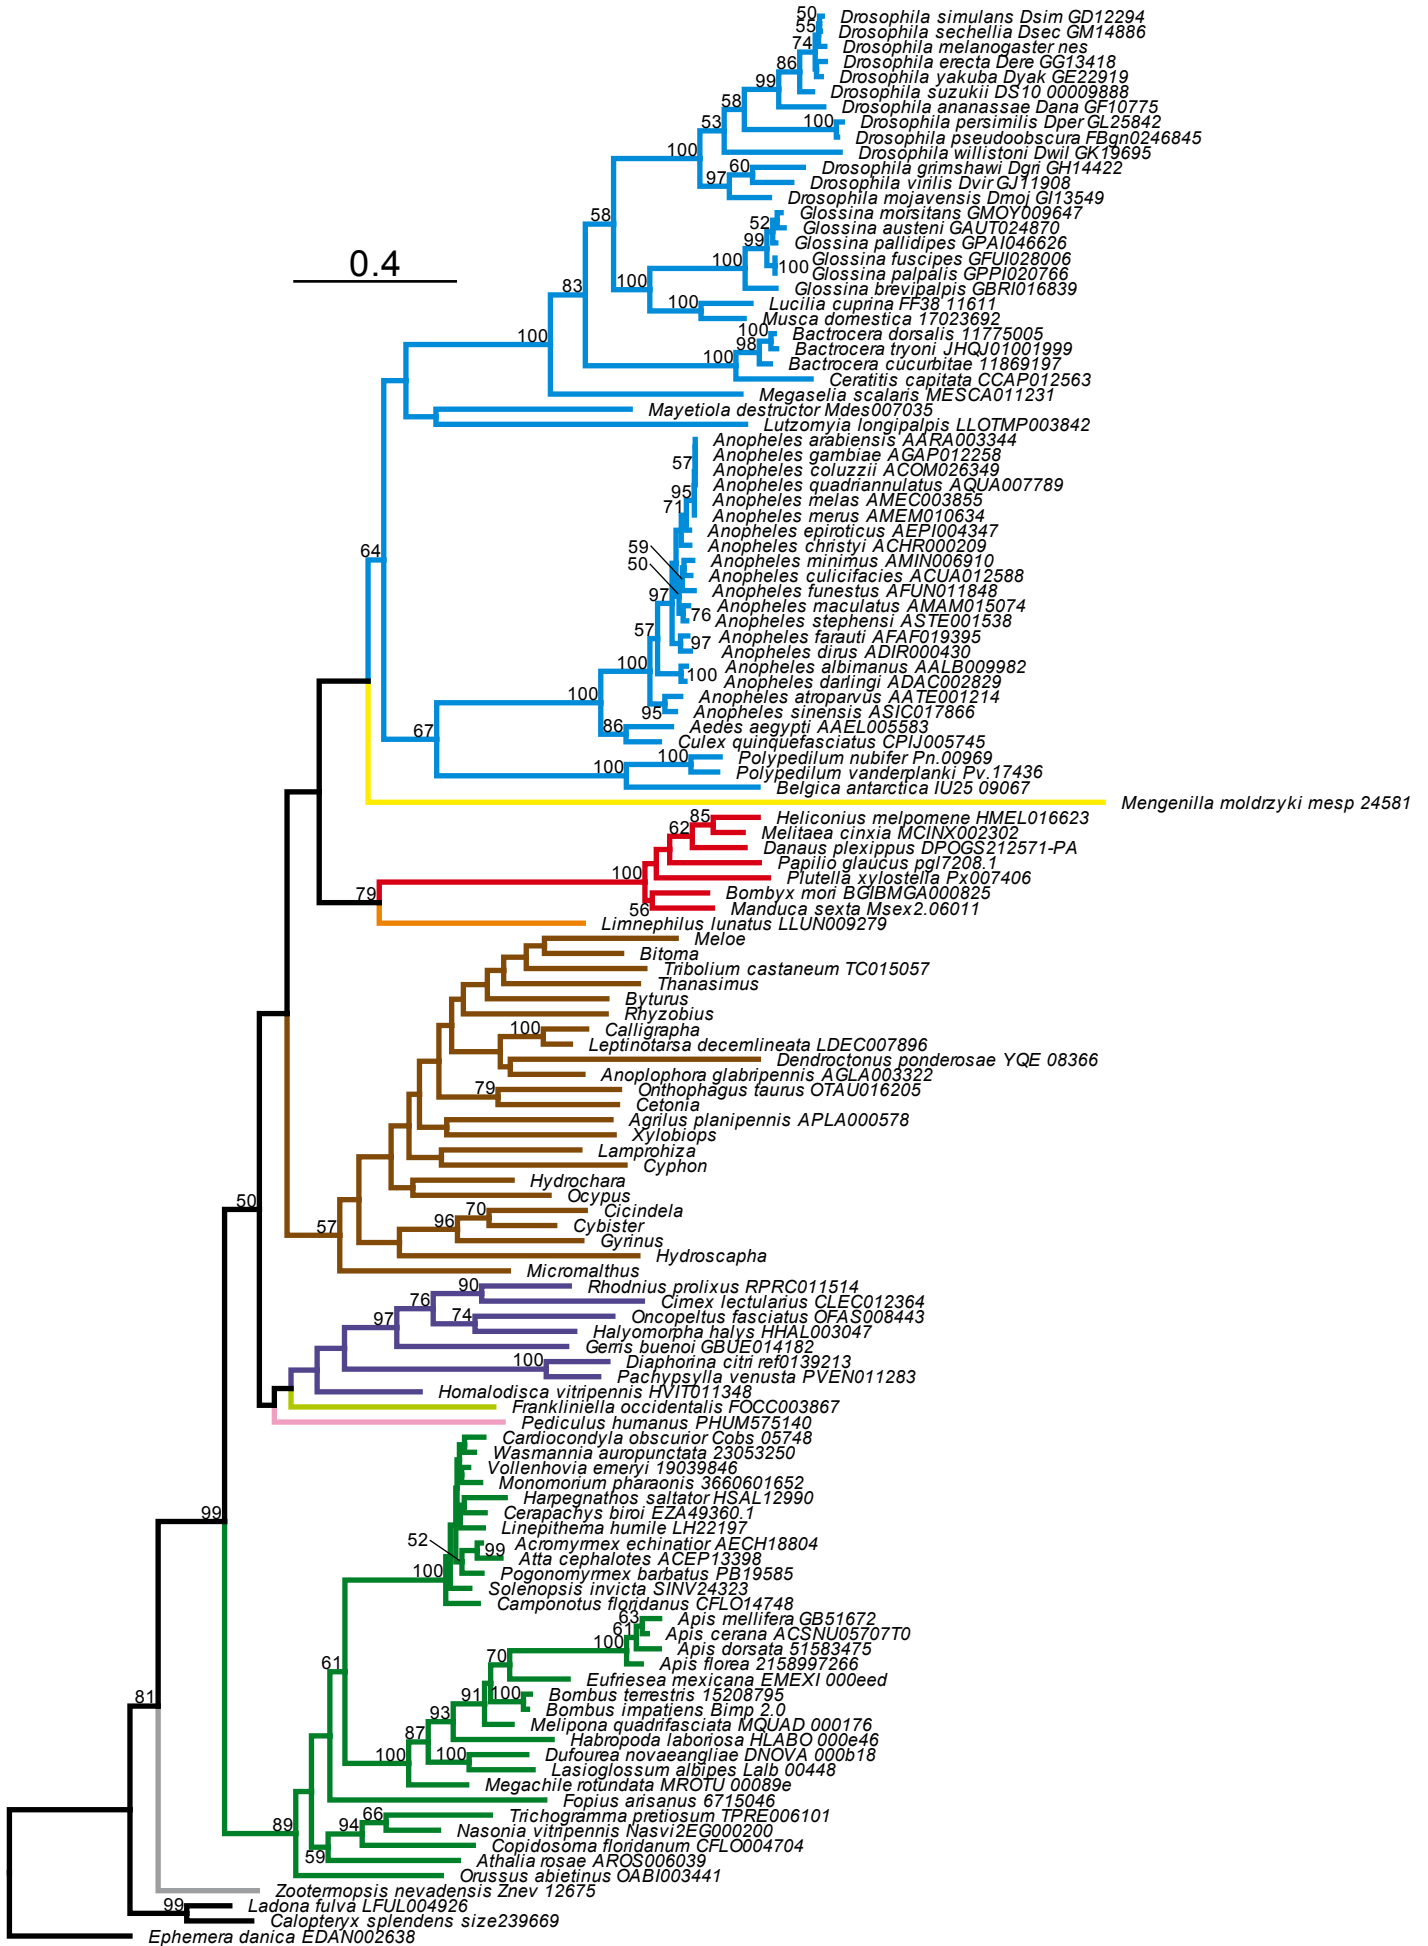 50
Drosophila simulans Dsim GD12294
55
Drosophila sechellia Dsec GM14886
74
Drosophila melanogaster nes
Drosophila erecta Dere GG13418
86
Drosophila yakuba Dyak GE22919
99
Drosophila suzukii DS10 00009888
58
Drosophila ananassae Dana GF10775
53
100
Drosophila persimilis Dper GL25842
Drosophila pseudoobscura FBgn0246845
100
Drosophila willistoni Dwil GK19695
60
Drosophila grimshawi Dgri GH14422
97
Drosophila virilis Dvir GJ11908
Drosophila mojavensis Dmoj GI13549
58
Glossina morsitans GMOY009647
52
Glossina austeni GAUT024870
99
Glossina pallidipes GPAI046626
0.4
100
Glossina fuscipes GFUI028006
100
Glossina palpalis GPPI020766
83
100
Glossina brevipalpis GBRI016839
100
Lucilia cuprina FF38 11611
Musca domestica 17023692
100
100
Bactrocera dorsalis 11775005
98
Bactrocera tryoni JHQJ01001999
100
Bactrocera cucurbitae 11869197
Ceratitis capitata CCAP012563
Megaselia scalaris MESCA011231
Mayetiola destructor Mdes007035
Lutzomyia longipalpis LLOTMP003842
Anopheles arabiensis AARA003344
Anopheles gambiae AGAP012258
57
Anopheles coluzzii ACOM026349
Anopheles quadriannulatus AQUA007789
95
Anopheles melas AMEC003855
71
Anopheles merus AMEM010634
Anopheles epiroticus AEPI004347
64
59
Anopheles christyi ACHR000209
50
Anopheles minimus AMIN006910
Anopheles culicifacies ACUA012588
97
Anopheles funestus AFUN011848
Anopheles maculatus AMAM015074
76
Anopheles stephensi ASTE001538
57
Anopheles farauti AFAF019395
97
Anopheles dirus ADIR000430
100
Anopheles albimanus AALB009982
100
Anopheles darlingi ADAC002829
100
Anopheles atroparvus AATE001214
95
Anopheles sinensis ASIC017866
67
86
Aedes aegypti AAEL005583
Culex quinquefasciatus CPIJ005745
100
Polypedilum nubifer Pn.00969
100
Polypedilum vanderplanki Pv.17436
Belgica antarctica IU25 09067
Mengenilla moldrzyki mesp 24581
85
Heliconius melpomene HMEL016623
62
Melitaea cinxia MCINX002302
Danaus plexippus DPOGS212571-PA
Papilio glaucus pgl7208.1
100
Plutella xylostella Px007406
79
Bombyx mori BGIBMGA000825
56
Manduca sexta Msex2.06011
Limnephilus lunatus LLUN009279
Meloe
Bitoma
Tribolium castaneum TC015057
Thanasimus
Byturus
Rhyzobius
100
Calligrapha
Leptinotarsa decemlineata LDEC007896
Dendroctonus ponderosae YQE 08366
Anoplophora glabripennis AGLA003322
79
Onthophagus taurus OTAU016205
Cetonia
Agrilus planipennis APLA000578
Xylobiops
Lamprohiza
Cyphon
Hydrochara
50
Ocypus
70
Cicindela
57
96
Cybister
Gyrinus
Hydroscapha
Micromalthus
90
Rhodnius prolixus RPRC011514
76
Cimex lectularius CLEC012364
97
74
Oncopeltus fasciatus OFAS008443
Halyomorpha halys HHAL003047
Gerris buenoi GBUE014182
100
Diaphorina citri ref0139213
Pachypsylla venusta PVEN011283
Homalodisca vitripennis HVIT011348
Frankliniella occidentalis FOCC003867
Pediculus humanus PHUM575140
Cardiocondyla obscurior Cobs 05748
Wasmannia auropunctata 23053250
Vollenhovia emeryi 19039846
Monomorium pharaonis 3660601652
Harpegnathos saltator HSAL12990
99
Cerapachys biroi EZA49360.1
Linepithema humile LH22197
52
Acromyrmex echinatior AECH18804
99
Atta cephalotes ACEP13398
100
Pogonomyrmex barbatus PB19585
Solenopsis invicta SINV24323
Camponotus floridanus CFLO14748
63
Apis mellifera GB51672
61
Apis cerana ACSNU05707T0
100
Apis dorsata 51583475
61
70
Apis florea 2158997266
Eufriesea mexicana EMEXI 000eed
81
91
100
Bombus terrestris 15208795
Bombus impatiens Bimp 2.0
93
Melipona quadrifasciata MQUAD 000176
87
Habropoda laboriosa HLABO 000e46
100
100
Dufourea novaeangliae DNOVA 000b18
Lasioglossum albipes Lalb 00448
Megachile rotundata MROTU 00089e
Fopius arisanus 6715046
66
Trichogramma pretiosum TPRE006101
89
94
Nasonia vitripennis Nasvi2EG000200
Copidosoma floridanum CFLO004704
59
Athalia rosae AROS006039
Orussus abietinus OABI003441
Zootermopsis nevadensis Znev 12675
99
Ladona fulva LFUL004926
Calopteryx splendens size239669
Ephemera danica EDAN002638